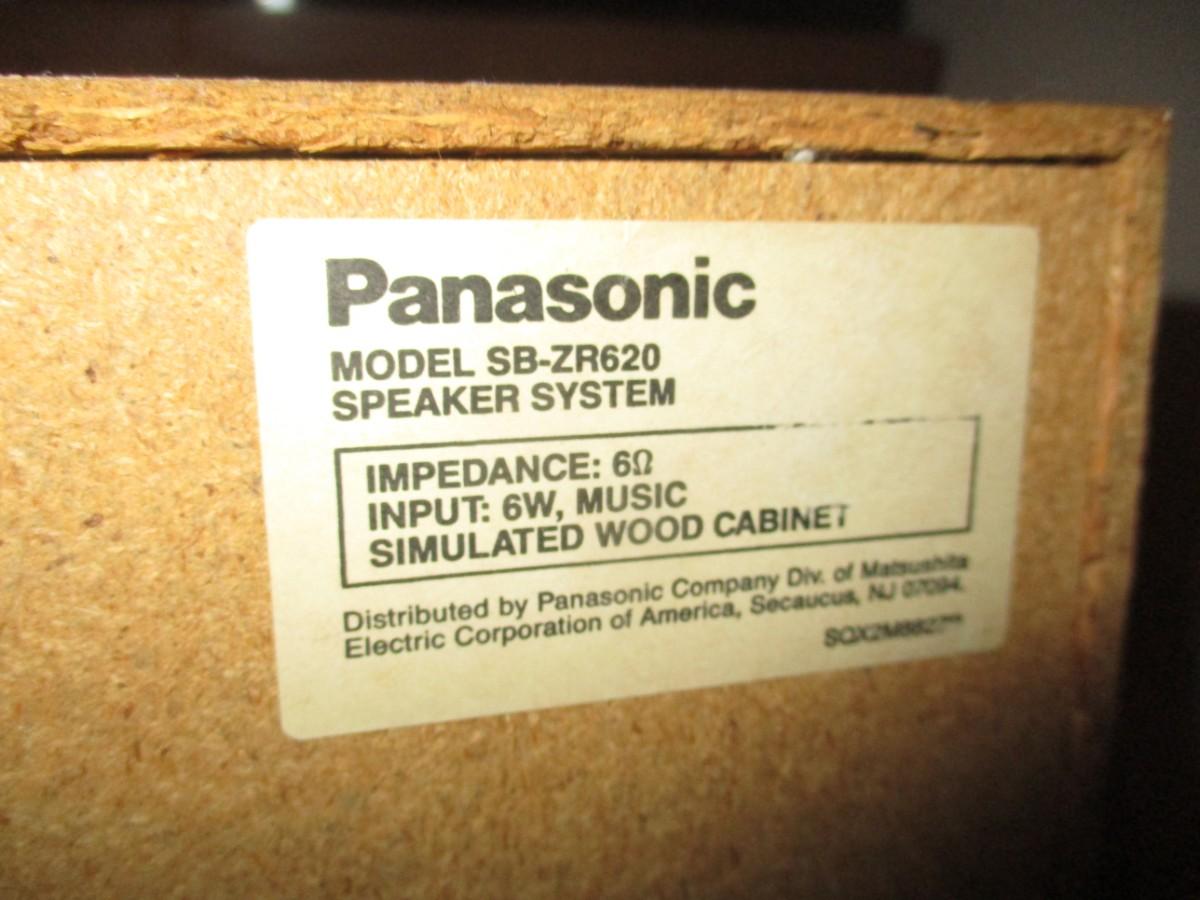 Panasonic
MODEL SB-ZR620
SPEAKER SYSTEM
IMPEDANCE: 6Ω
INPUT: 6W, MUSIC
SIMULATED WOOD CABINET
Distributed by Panasonic Company Div. of Matsushita
Electric Corporation of America, Secaucus, NJ 07094.